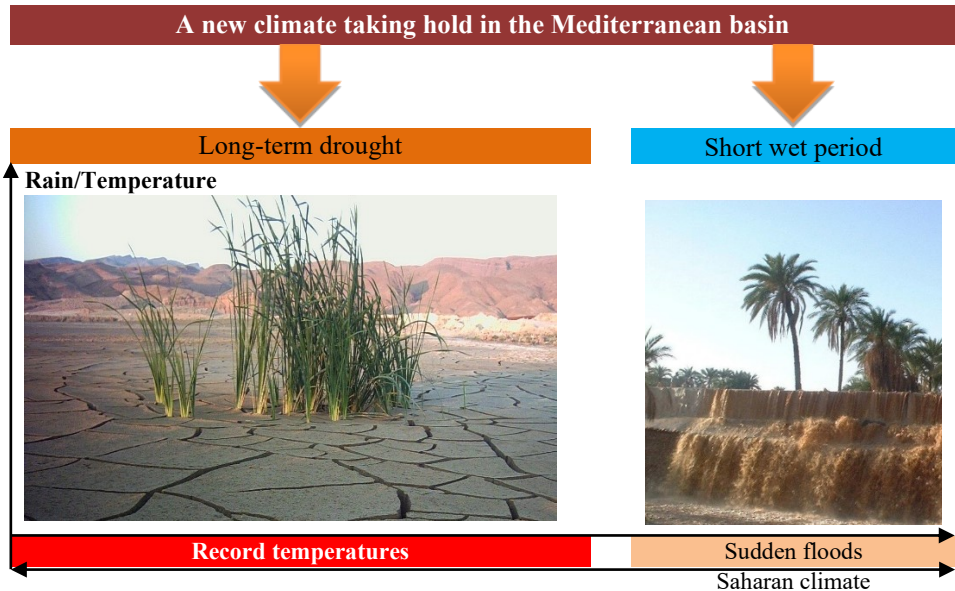 A new climate taking hold in the Mediterranean basin
Long-term drought
Short wet period
Rain/Temperature
Record temperatures
Sudden floods
Saharan climate